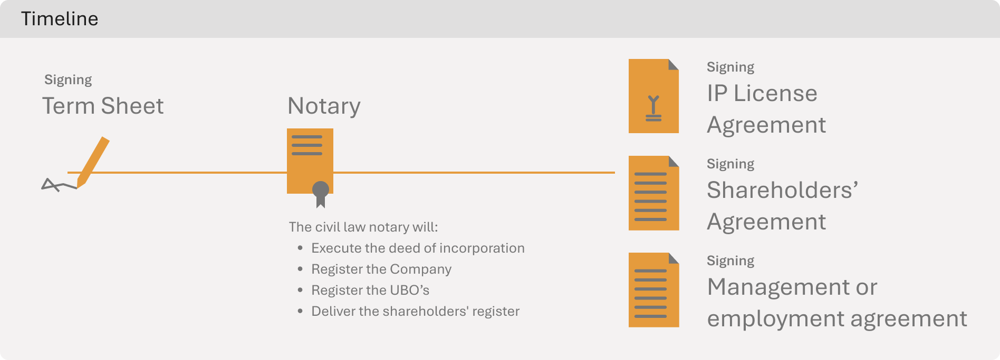 Timeline
Signing
Term Sheet
Notary
The civil law notary will:
• Execute the deed of incorporation
• Register the Company
• Register the UBO’s
• Deliver the shareholders' register
Signing
IP License
Agreement
Signing
Shareholders’
Agreement
Signing
Management or
employment agreement